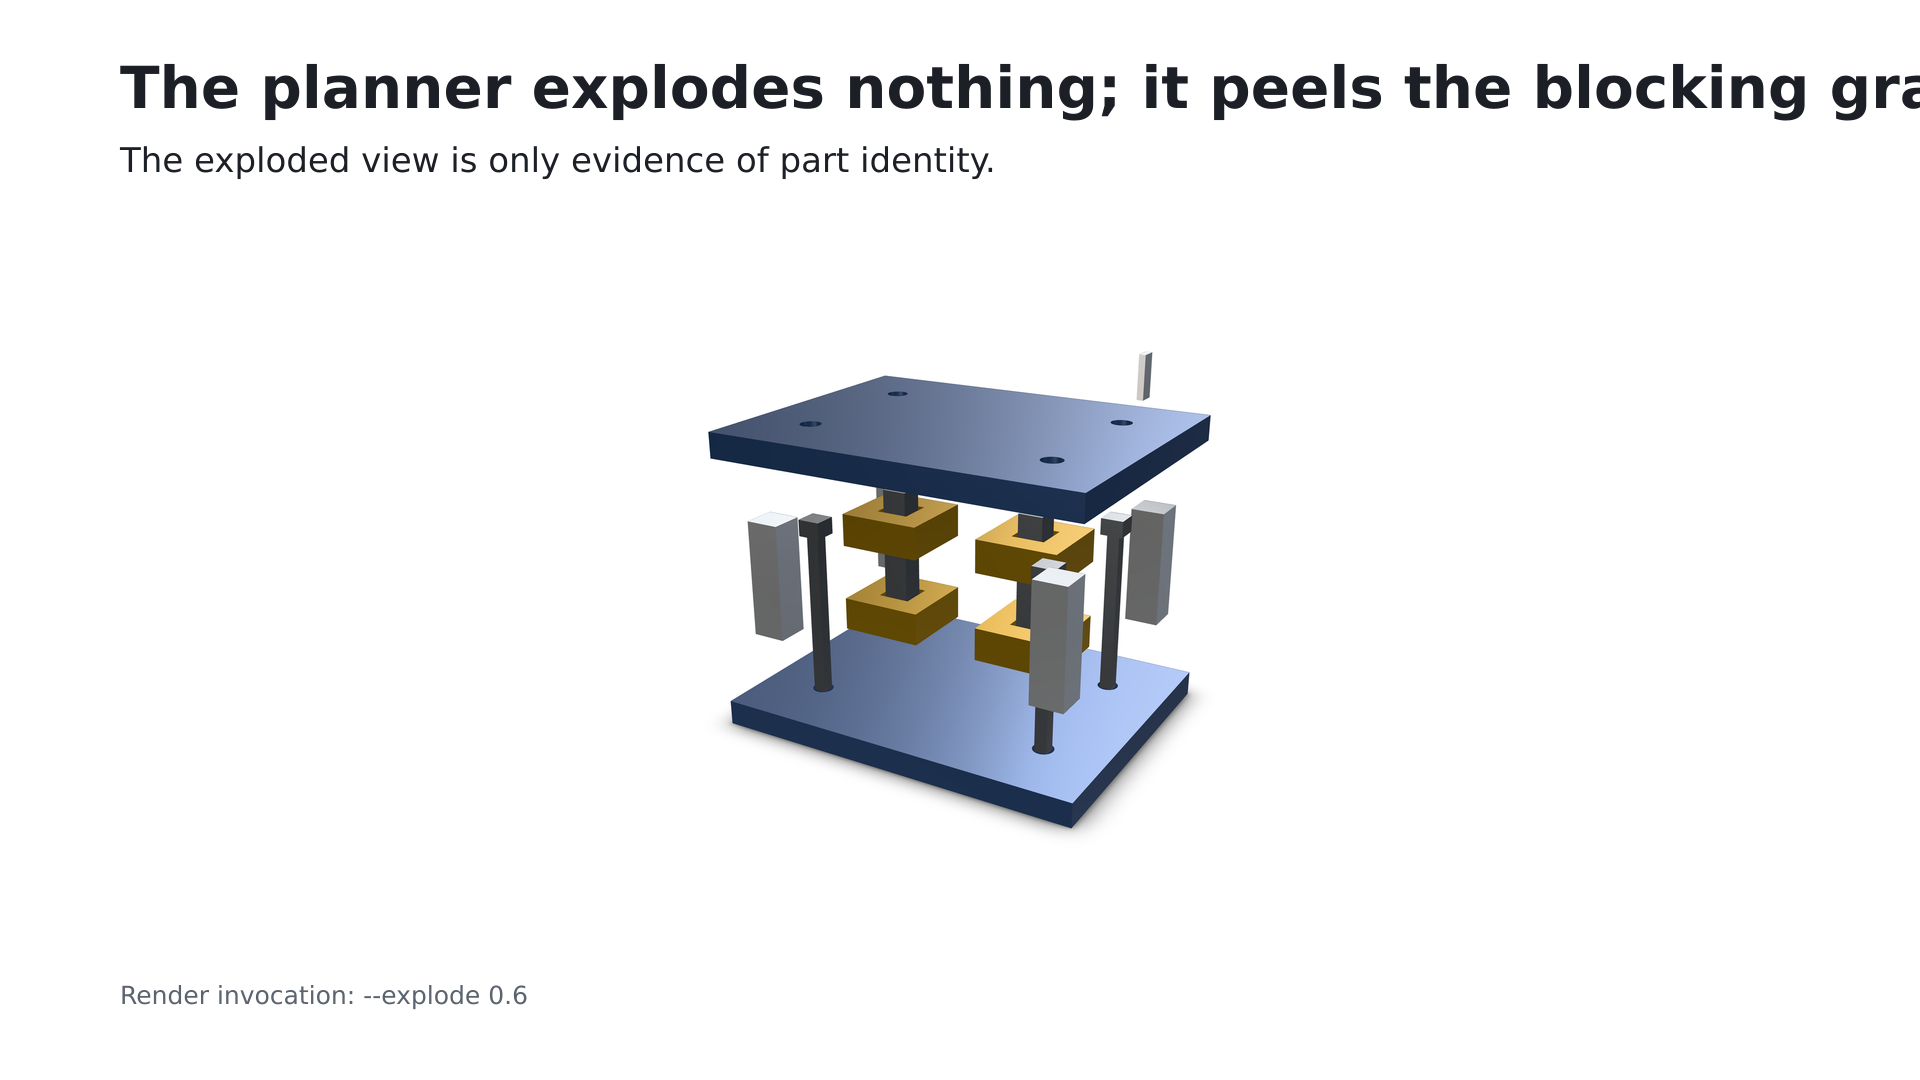 The planner explodes nothing; it peels the blocking gra
The exploded view is only evidence of part identity.
Render invocation: --explode 0.6